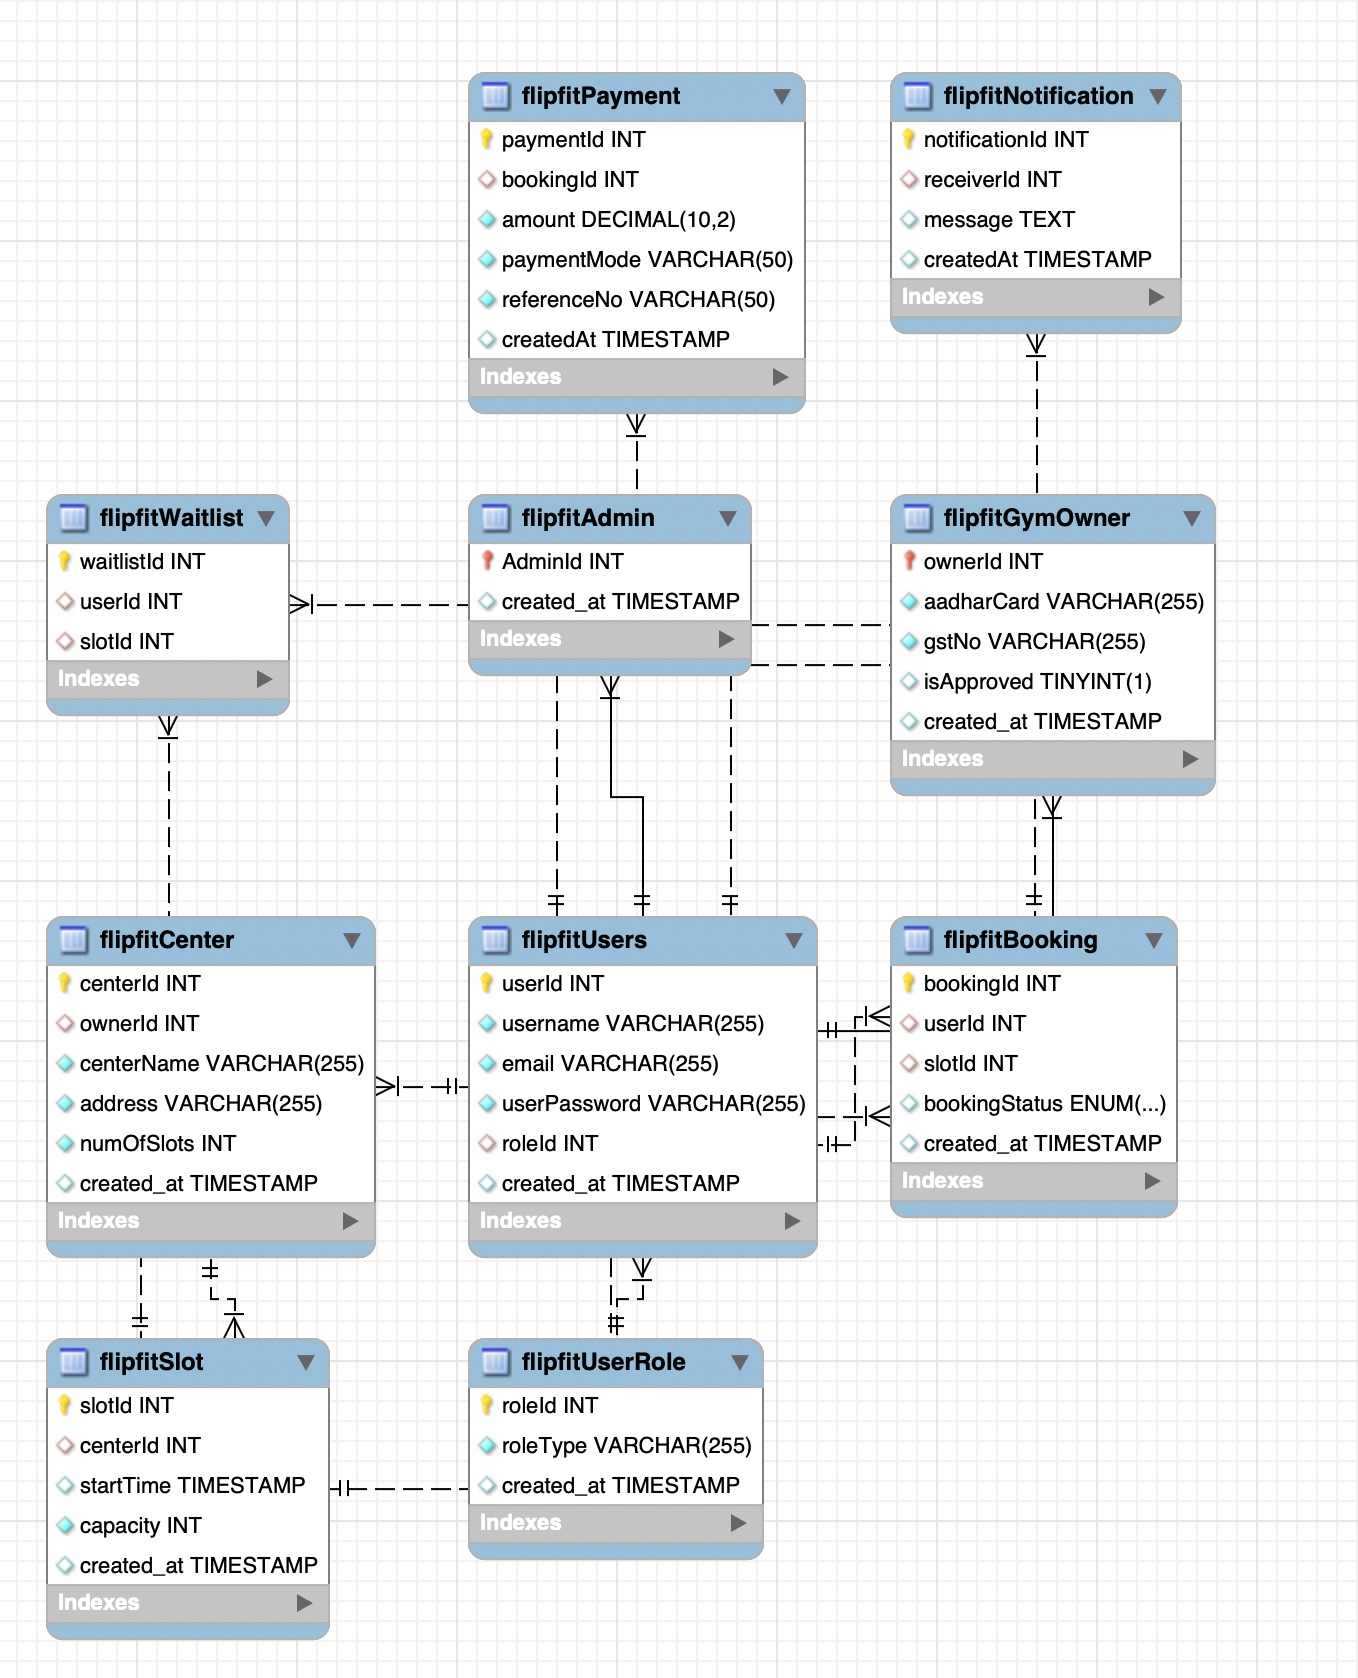 flipfitPayment
paymentId INT
bookingId INT
amount DECIMAL(10,2)
paymentMode VARCHAR(50)
referenceNo VARCHAR(50)
createdAt TIMESTAMP
Indexes
flipfitNotification
notificationId INT
receiverId INT
message TEXT
createdAt TIMESTAMP
Indexes
flipfitWaitlist
waitlistId INT
userId INT
slotId INT
Indexes
flipfitAdmin
AdminId INT
created_at TIMESTAMP
Indexes
flipfitGymOwner
ownerId INT
aadharCard VARCHAR(255)
gstNo VARCHAR(255)
isApproved TINYINT(1)
created_at TIMESTAMP
Indexes
flipfitCenter
centerId INT
ownerId INT
centerName VARCHAR(255)
address VARCHAR(255)
numOfSlots INT
created_at TIMESTAMP
Indexes
flipfitUsers
userId INT
username VARCHAR(255)
email VARCHAR(255)
userPassword VARCHAR(255)
roleId INT
created_at TIMESTAMP
Indexes
flipfitBooking
bookingId INT
userId INT
slotId INT
bookingStatus ENUM(...)
created_at TIMESTAMP
Indexes
flipfitSlot
slotId INT
centerId INT
startTime TIMESTAMP
capacity INT
created_at TIMESTAMP
Indexes
flipfitUserRole
roleId INT
roleType VARCHAR(255)
created_at TIMESTAMP
Indexes